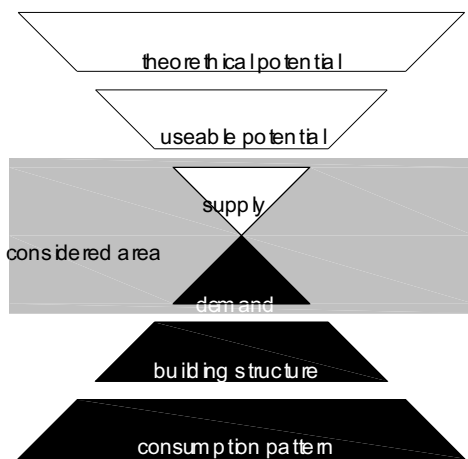 theorethical potential
useable potential
supply
considered area
demand
building structure
consumption pattern